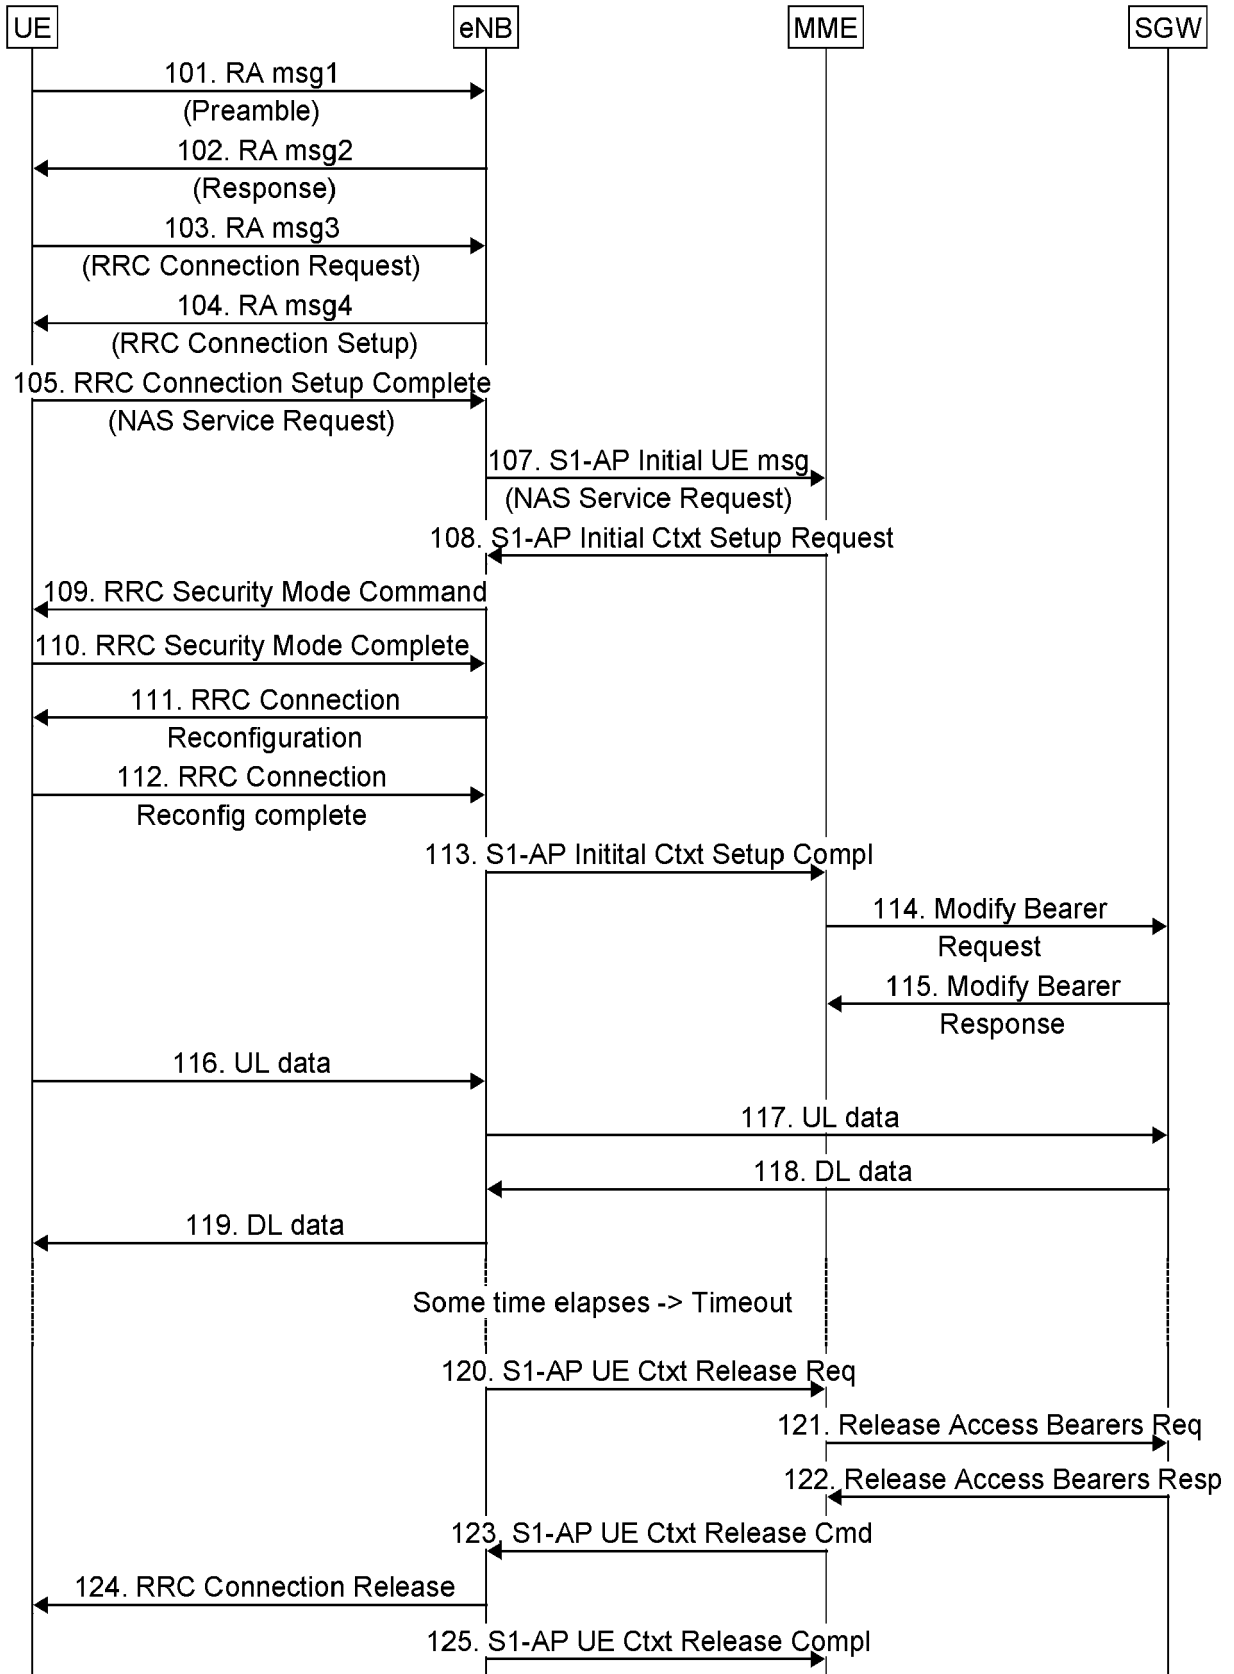 UE eNB MME SGW
101. RA msg1
(Preamble)
102. RA msg2
(Response)
103. RA msg3
(RRC Connection Request)
104. RA msg4
(RRC Connection Setup)
105. RRC Connection Setup Complete
(NAS Service Request)
107. S1-AP Initial UE msg
(NAS Service Request)
108. S1-AP Initial Ctxt Setup Request
109. RRC Security Mode Command
110. RRC Security Mode Complete
111. RRC Connection
Reconfiguration
112. RRC Connection
Reconfig complete
113. S1-AP Initital Ctxt Setup Compl
114. Modify Bearer
Request
115. Modify Bearer
Response
116. UL data
117. UL data
118. DL data
119. DL data
Some time elapses -> Timeout
120. S1-AP UE Ctxt Release Req
121. Release Access Bearers Req
122. Release Access Bearers Resp
123. S1-AP UE Ctxt Release Cmd
124. RRC Connection Release
125. S1-AP UE Ctxt Release Compl